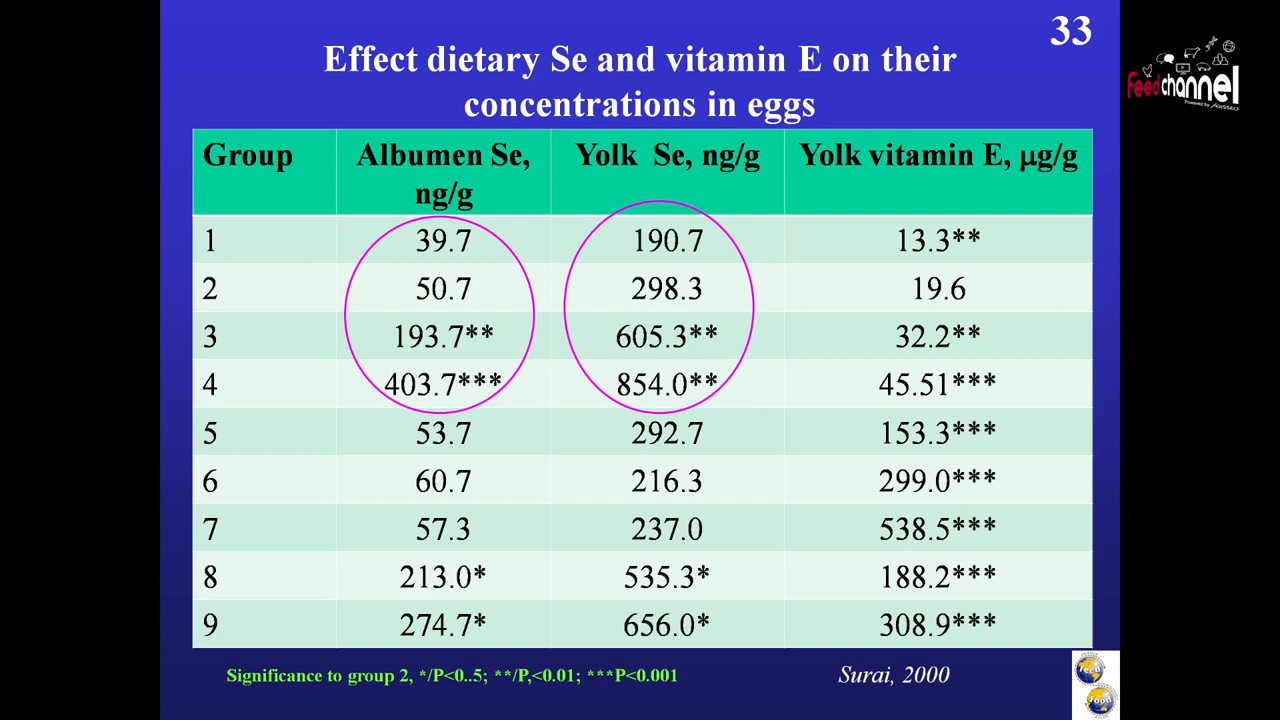 33
Effect dietary Se and vitamin E on their
concentrations in eggs
feedchannel
Powered by ADISSEO
Group Albumen Se, ng/g Yolk Se, ng/g Yolk vitamin E, μg/g
1 39.7 190.7 13.3**
2 50.7 298.3 19.6
3 193.7** 605.3** 32.2**
4 403.7*** 854.0** 45.51***
5 53.7 292.7 153.3***
6 60.7 216.3 299.0***
7 57.3 237.0 538.5***
8 213.0* 535.3* 188.2***
9 274.7* 656.0* 308.9***
Significance to group 2, */P<0..5; **/P,<0.01; ***P<0.001
Surai, 2000
feed
food